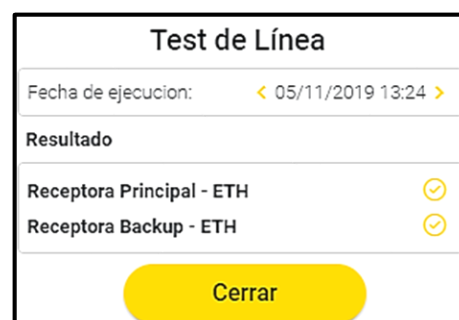 Test de Línea
Fecha de ejecucion: < 05/11/2019 13:24 >
Resultado
Receptora Principal - ETH
Receptora Backup - ETH
Cerrar